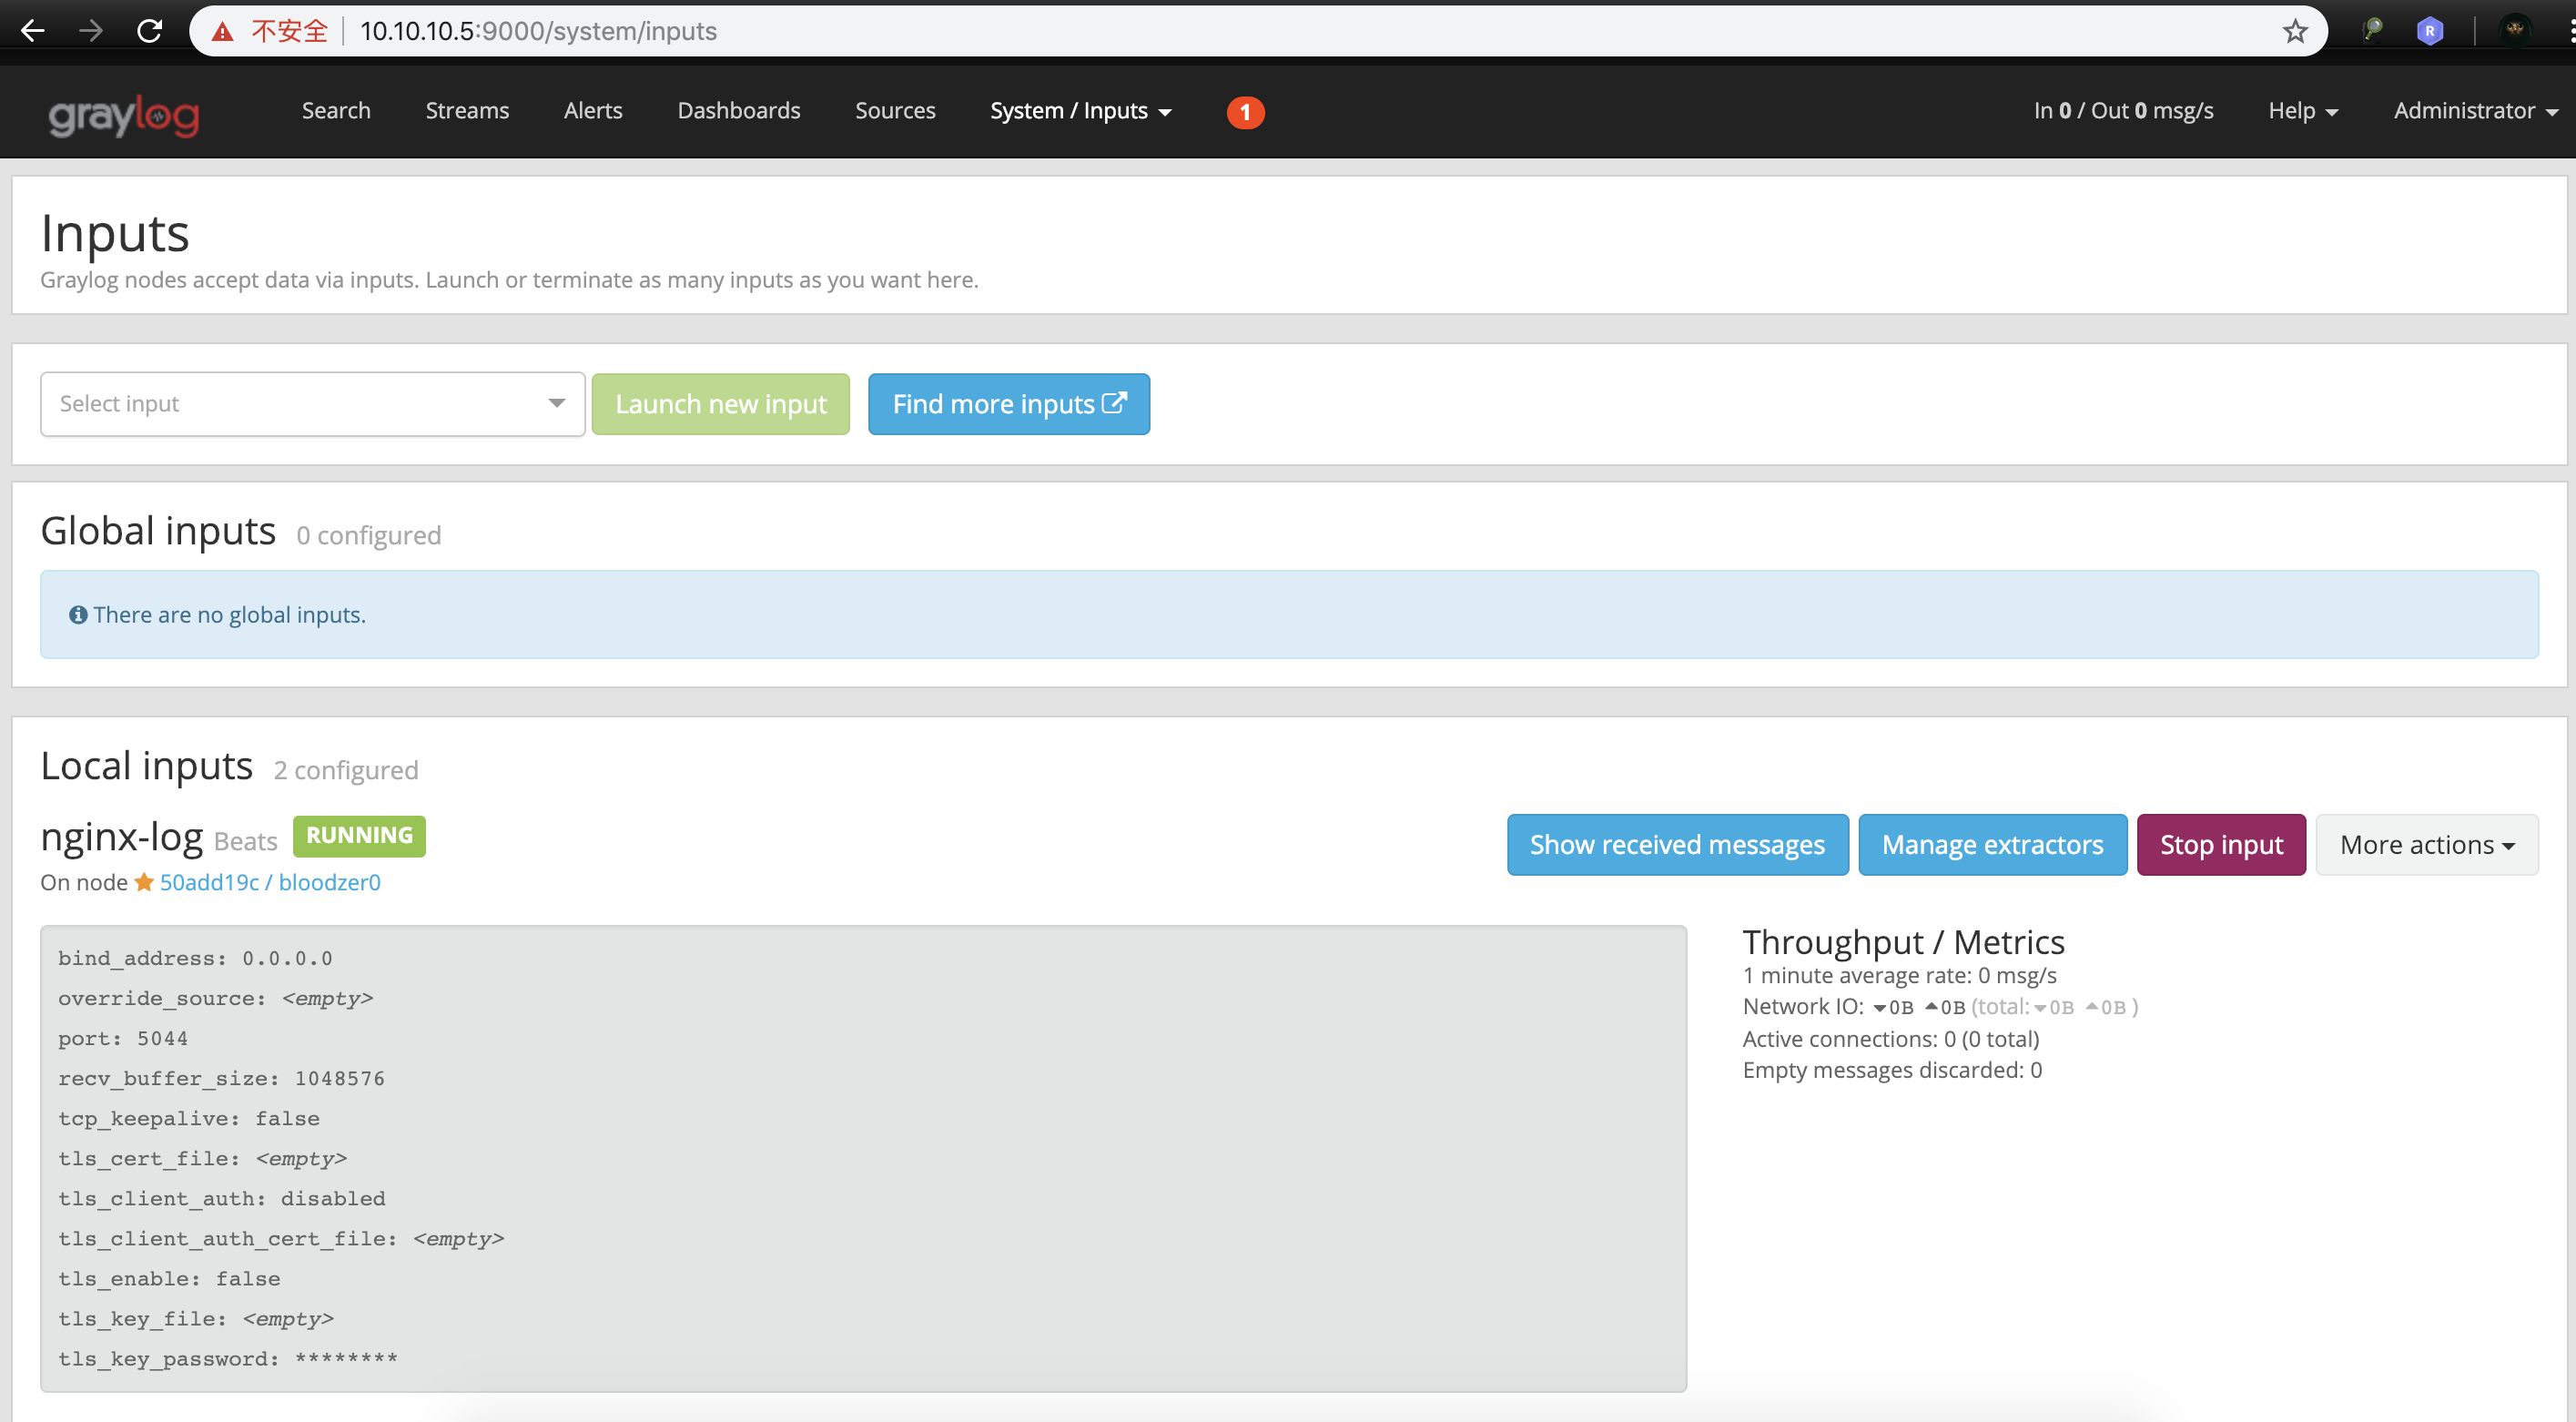 不安全 10.10.10.5:9000/system/inputs R
graylog Search Streams Alerts Dashboards Sources System / Inputs 1 In 0 / Out 0 msg/s Help Administrator
Inputs
Graylog nodes accept data via inputs. Launch or terminate as many inputs as you want here.
Select input Launch new input Find more inputs
Global inputs 0 configured
There are no global inputs.
Local inputs 2 configured
nginx-log Beats RUNNING Show received messages Manage extractors Stop input More actions
On node 50add19c / bloodzer0
bind_address: 0.0.0.0
override_source: <empty>
port: 5044
recv_buffer_size: 1048576
tcp_keepalive: false
tls_cert_file: <empty>
tls_client_auth: disabled
tls_client_auth_cert_file: <empty>
tls_enable: false
tls_key_file: <empty>
tls_key_password: ********
Throughput / Metrics
1 minute average rate: 0 msg/s
Network IO: 0B 0B (total: 0B 0B )
Active connections: 0 (0 total)
Empty messages discarded: 0